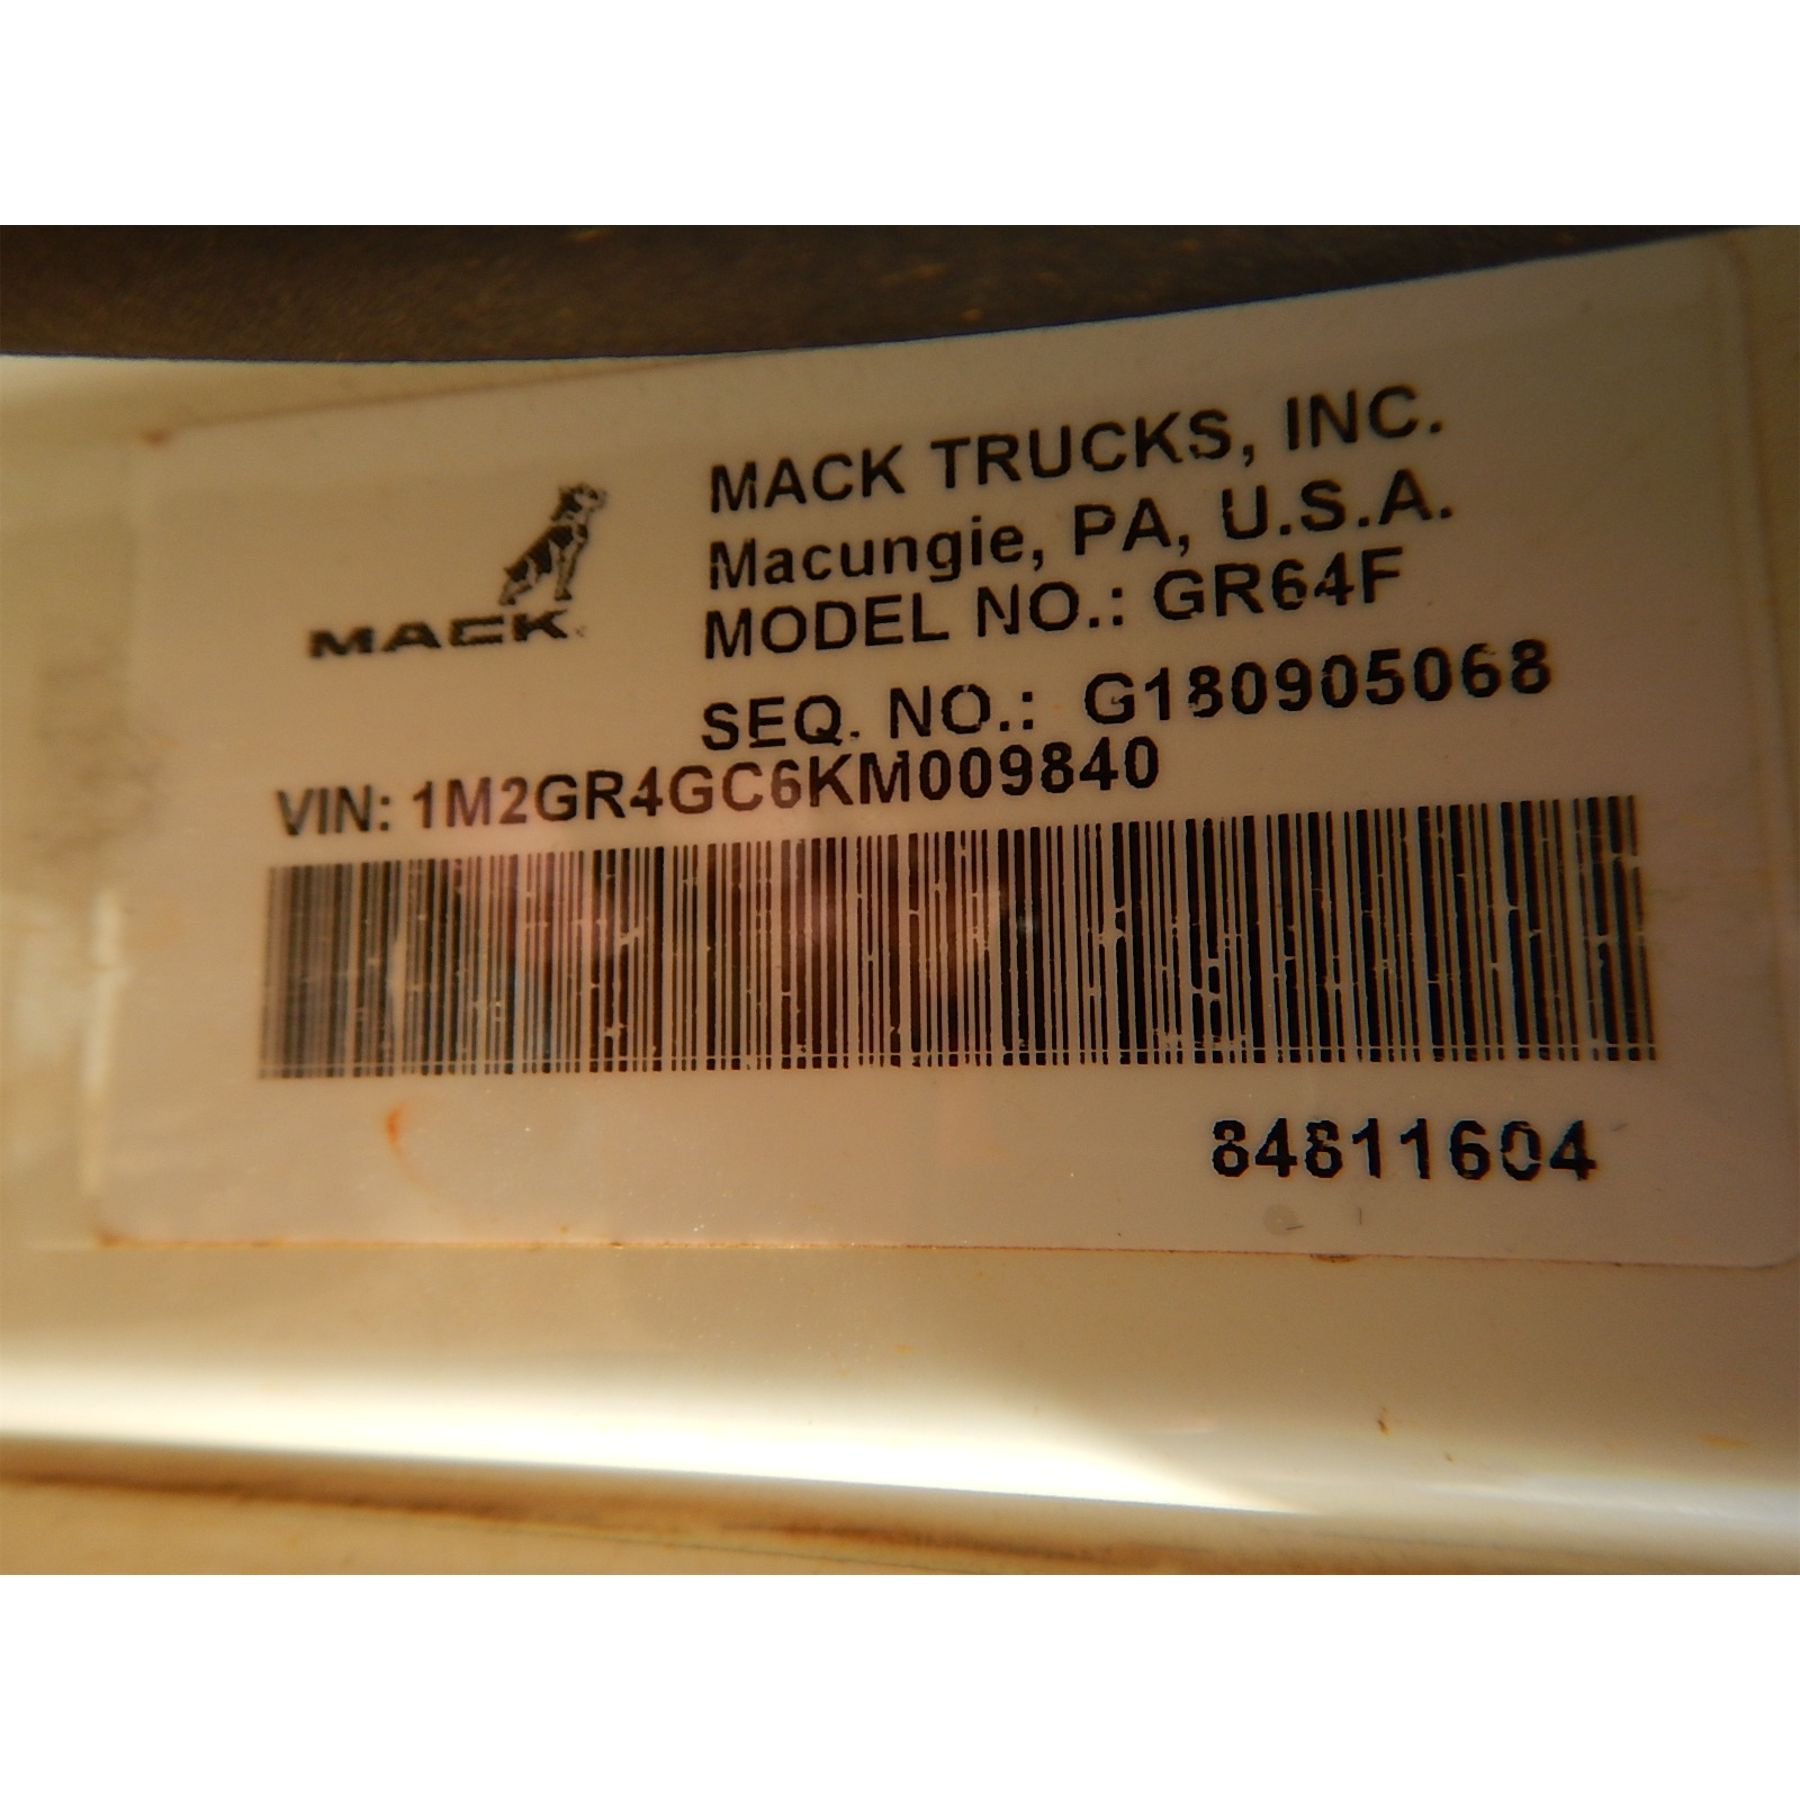 MACK
MACK TRUCKS, INC.
Macungie, PA, U.S.A.
MODEL NO.: GR64F
SEQ. NO.: G180905068
VIN: 1M2GR4GC6KM009840
84811604